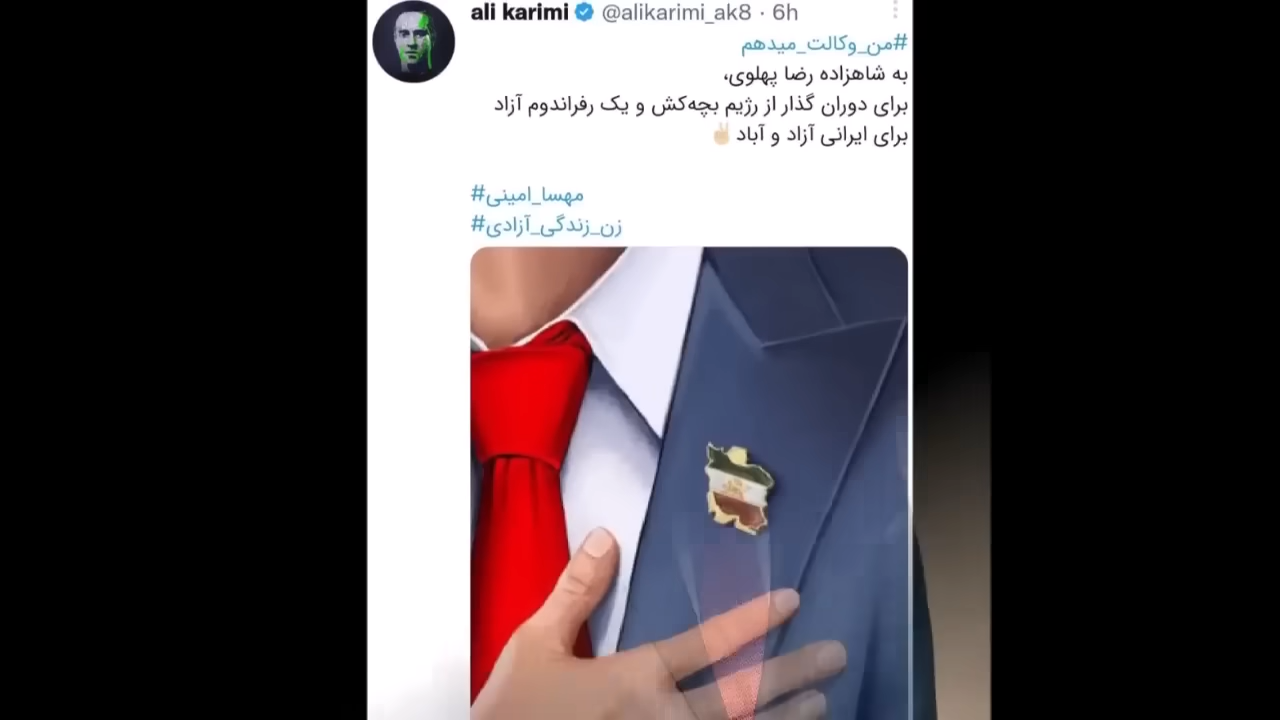 ali karimi @alikarimi_ak8 · 6h
#من_وکالت_میدهم
به شاهزاده رضا پهلوی،
برای دوران گذار از رژیم بچه‌کش و یک رفراندوم آزاد
برای ایرانی آزاد و آباد✌🏼
#مهسا_امینی
#زن_زندگی_آزادی